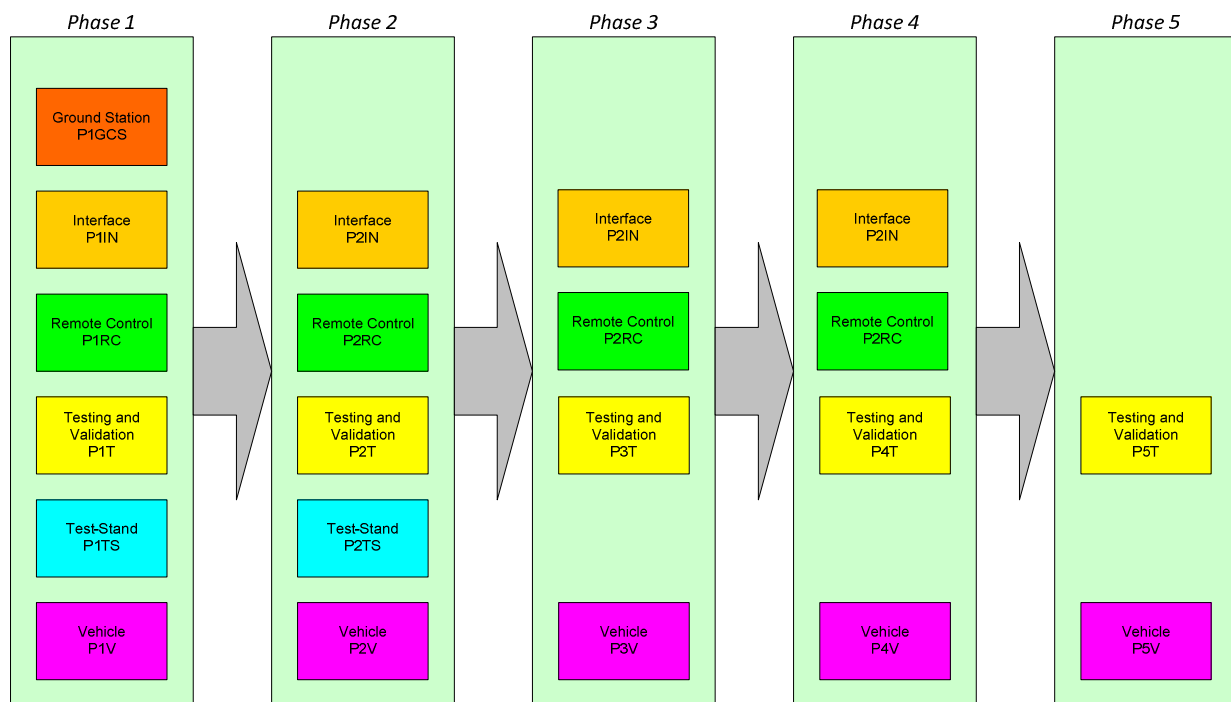 Phase 1
Ground Station
P1GCS
Interface
P1IN
Remote Control
P1RC
Testing and
Validation
P1T
Test-Stand
P1TS
Vehicle
P1V
Phase 2
Interface
P2IN
Remote Control
P2RC
Testing and
Validation
P2T
Test-Stand
P2TS
Vehicle
P2V
Phase 3
Interface
P2IN
Remote Control
P2RC
Testing and
Validation
P3T
Vehicle
P3V
Phase 4
Interface
P2IN
Remote Control
P2RC
Testing and
Validation
P4T
Vehicle
P4V
Phase 5
Testing and
Validation
P5T
Vehicle
P5V